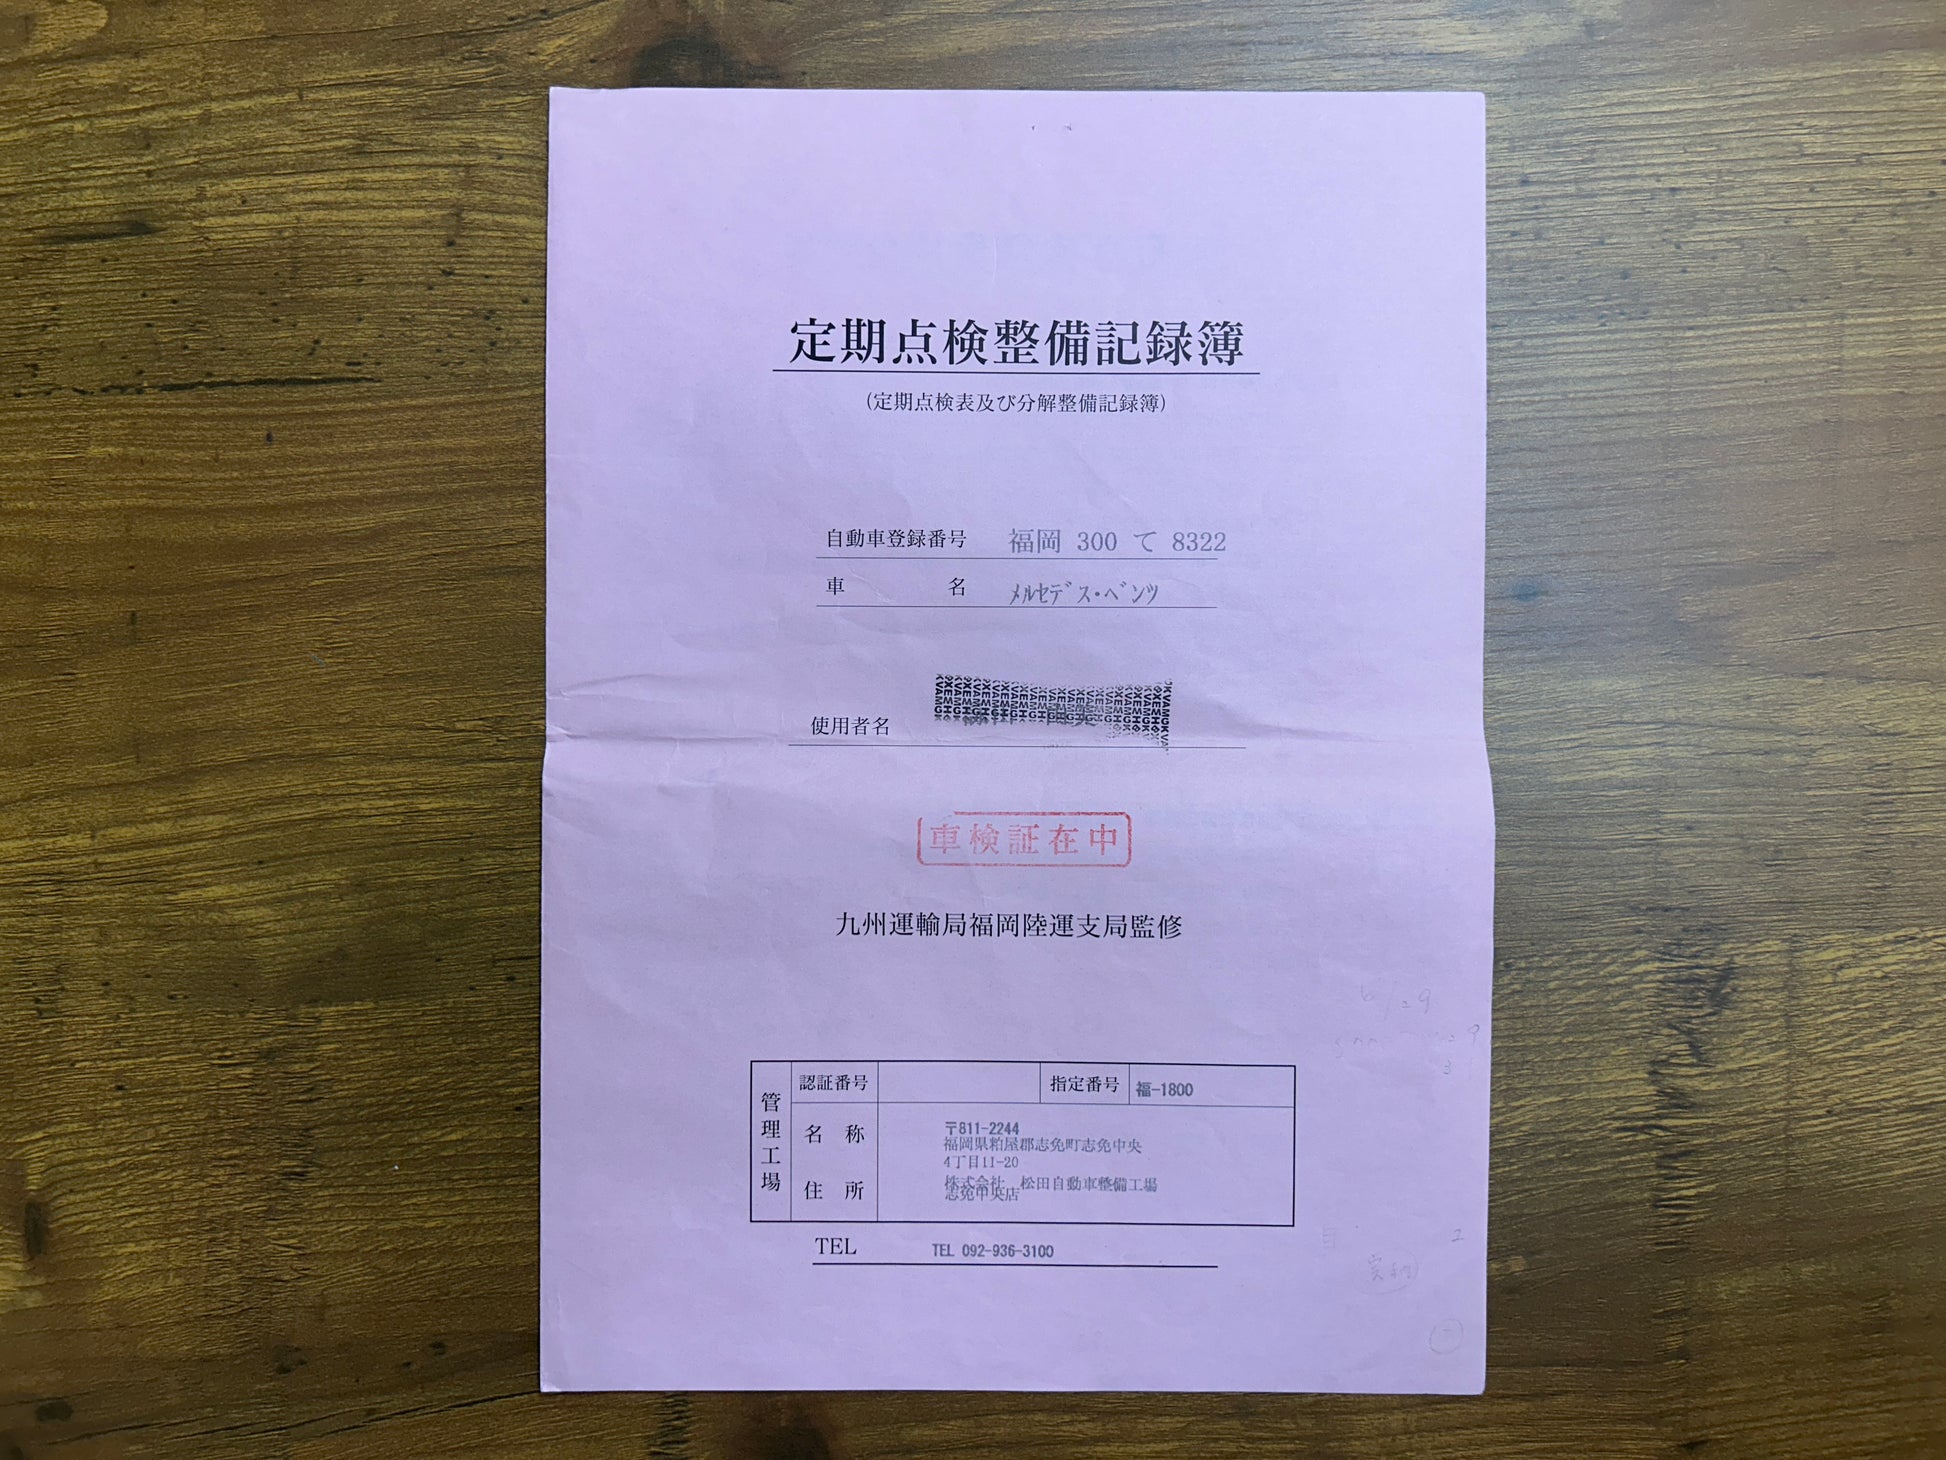 定期点検整備記録簿
(定期点検表及び分解整備記録簿)
自動車登録番号 福岡 300 て 8322
車名 ﾒﾙｾﾃﾞｽ・ﾍﾞﾝﾂ
使用者名
車検証在中
九州運輸局福岡陸運支局監修
6/29
管理工場
認証番号 指定番号 福-1800
名称
住所
〒811-2244
福岡県粕屋郡志免町志免中央
4丁目11-20
株式会社 松田自動車整備工場
志免中央店
TEL TEL 092-936-3100